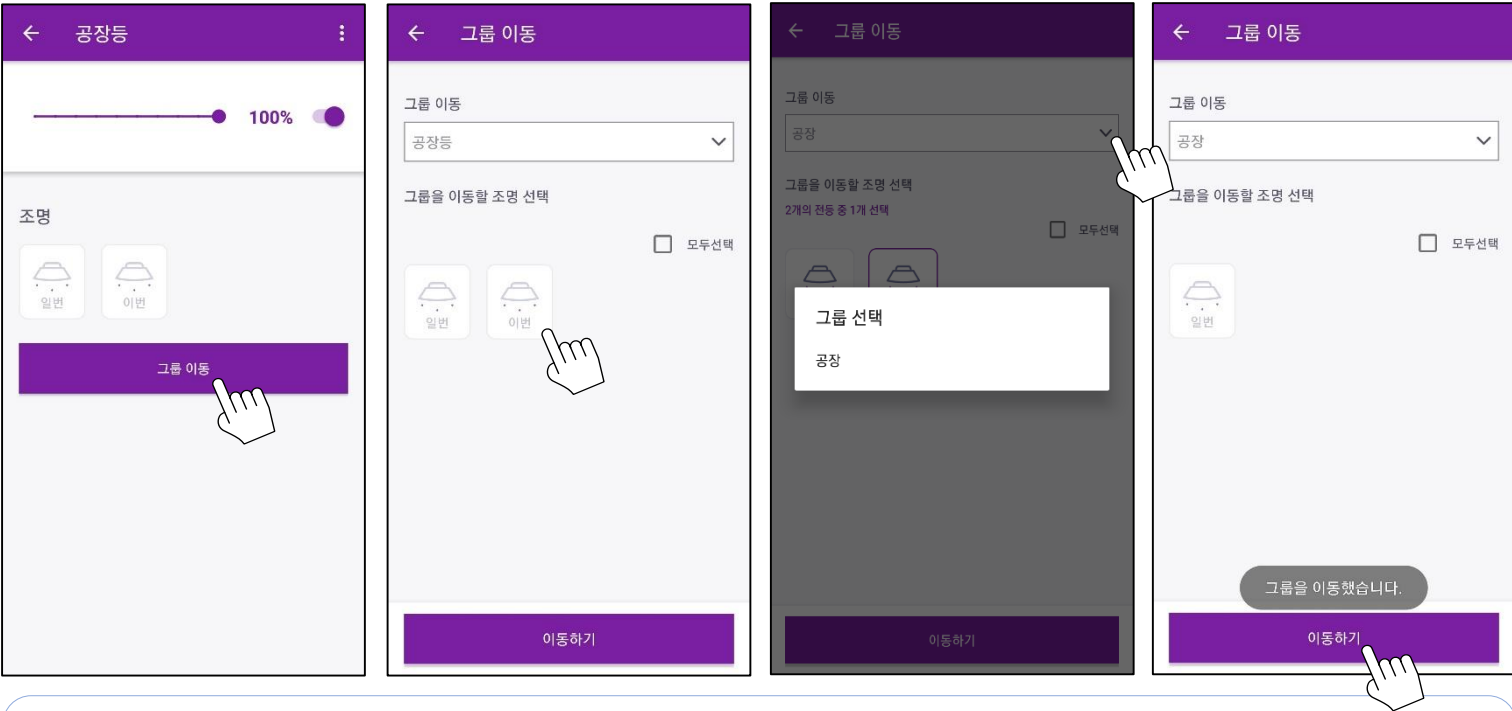 공장등
100%
조명
일번
이번
그룹 이동
그룹 이동
그룹 이동
공장등
그룹을 이동할 조명 선택
모두선택
일번
이번
이동하기
그룹 이동
그룹 이동
공장
그룹을 이동할 조명 선택
2개의 전등 중 1개 선택
모두선택
그룹 선택
공장
이동하기
그룹 이동
그룹 이동
공장
그룹을 이동할 조명 선택
모두선택
일번
그룹을 이동했습니다.
이동하기